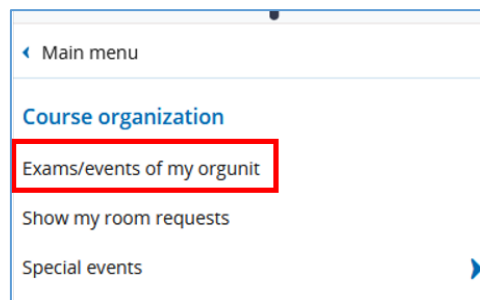 Main menu
Course organization
Exams/events of my orgunit
Show my room requests
Special events